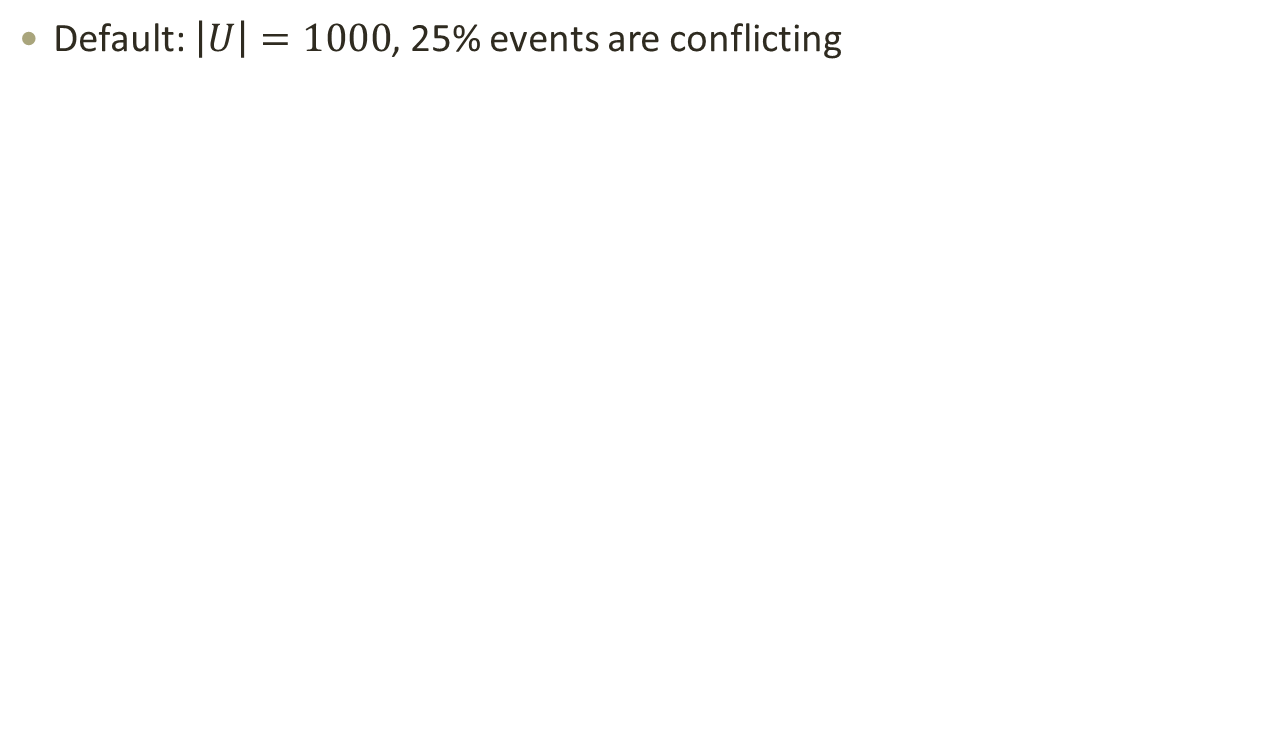 • Default: |U| = 1000, 25% events are conflicting